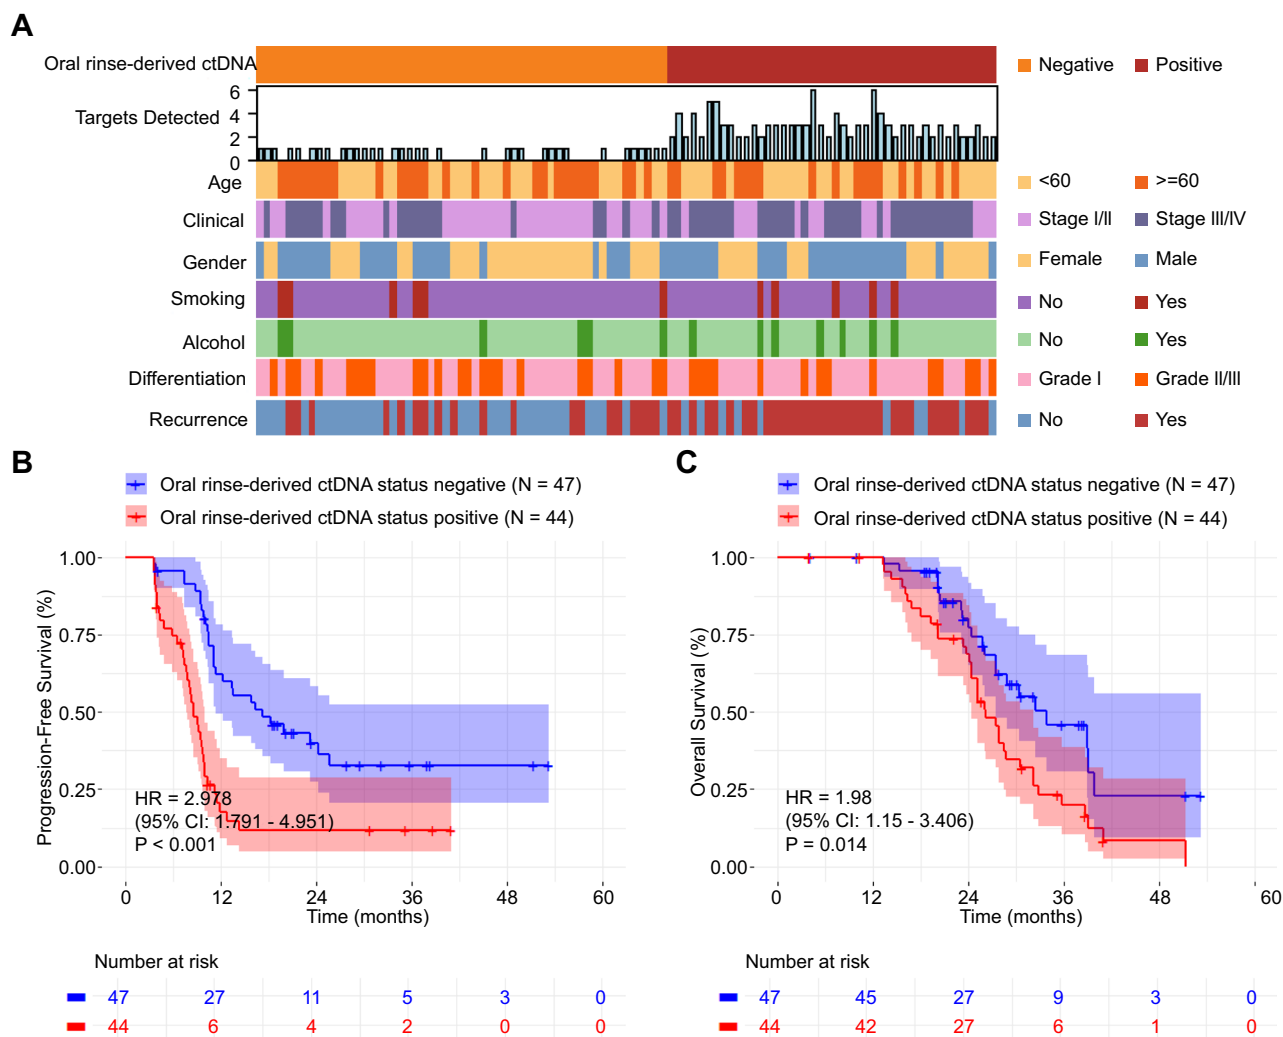 A
Oral rinse-derived ctDNA
Negative Positive
Targets Detected
6
4
2
0
Age
<60 >=60
Clinical
Stage I/II Stage III/IV
Gender
Female Male
Smoking
No Yes
Alcohol
No Yes
Differentiation
Grade I Grade II/III
Recurrence
No Yes
B
Oral rinse-derived ctDNA status negative (N = 47)
Oral rinse-derived ctDNA status positive (N = 44)
Progression-Free Survival (%)
1.00
0.75
0.50
0.25
0.00
HR = 2.978
(95% CI: 1.791 - 4.951)
P < 0.001
0 12 24 36 48 60
Time (months)
Number at risk
47 27 11 5 3 0
44 6 4 2 0 0
C
Oral rinse-derived ctDNA status negative (N = 47)
Oral rinse-derived ctDNA status positive (N = 44)
Overall Survival (%)
1.00
0.75
0.50
0.25
0.00
HR = 1.98
(95% CI: 1.15 - 3.406)
P = 0.014
0 12 24 36 48 60
Time (months)
Number at risk
47 45 27 9 3 0
44 42 27 6 1 0